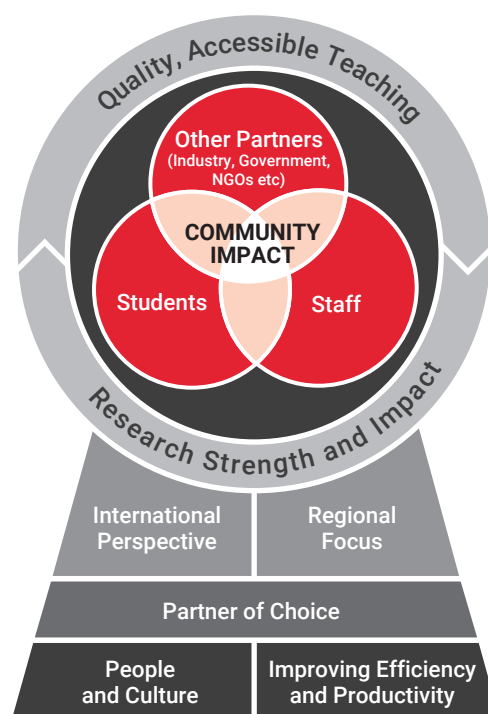 Quality, Accessible Teaching
Other Partners
(Industry, Government,
NGOs etc)
COMMUNITY
IMPACT
Students
Staff
Research Strength and Impact
International
Perspective
Regional
Focus
Partner of Choice
People
and Culture
Improving Efficiency
and Productivity